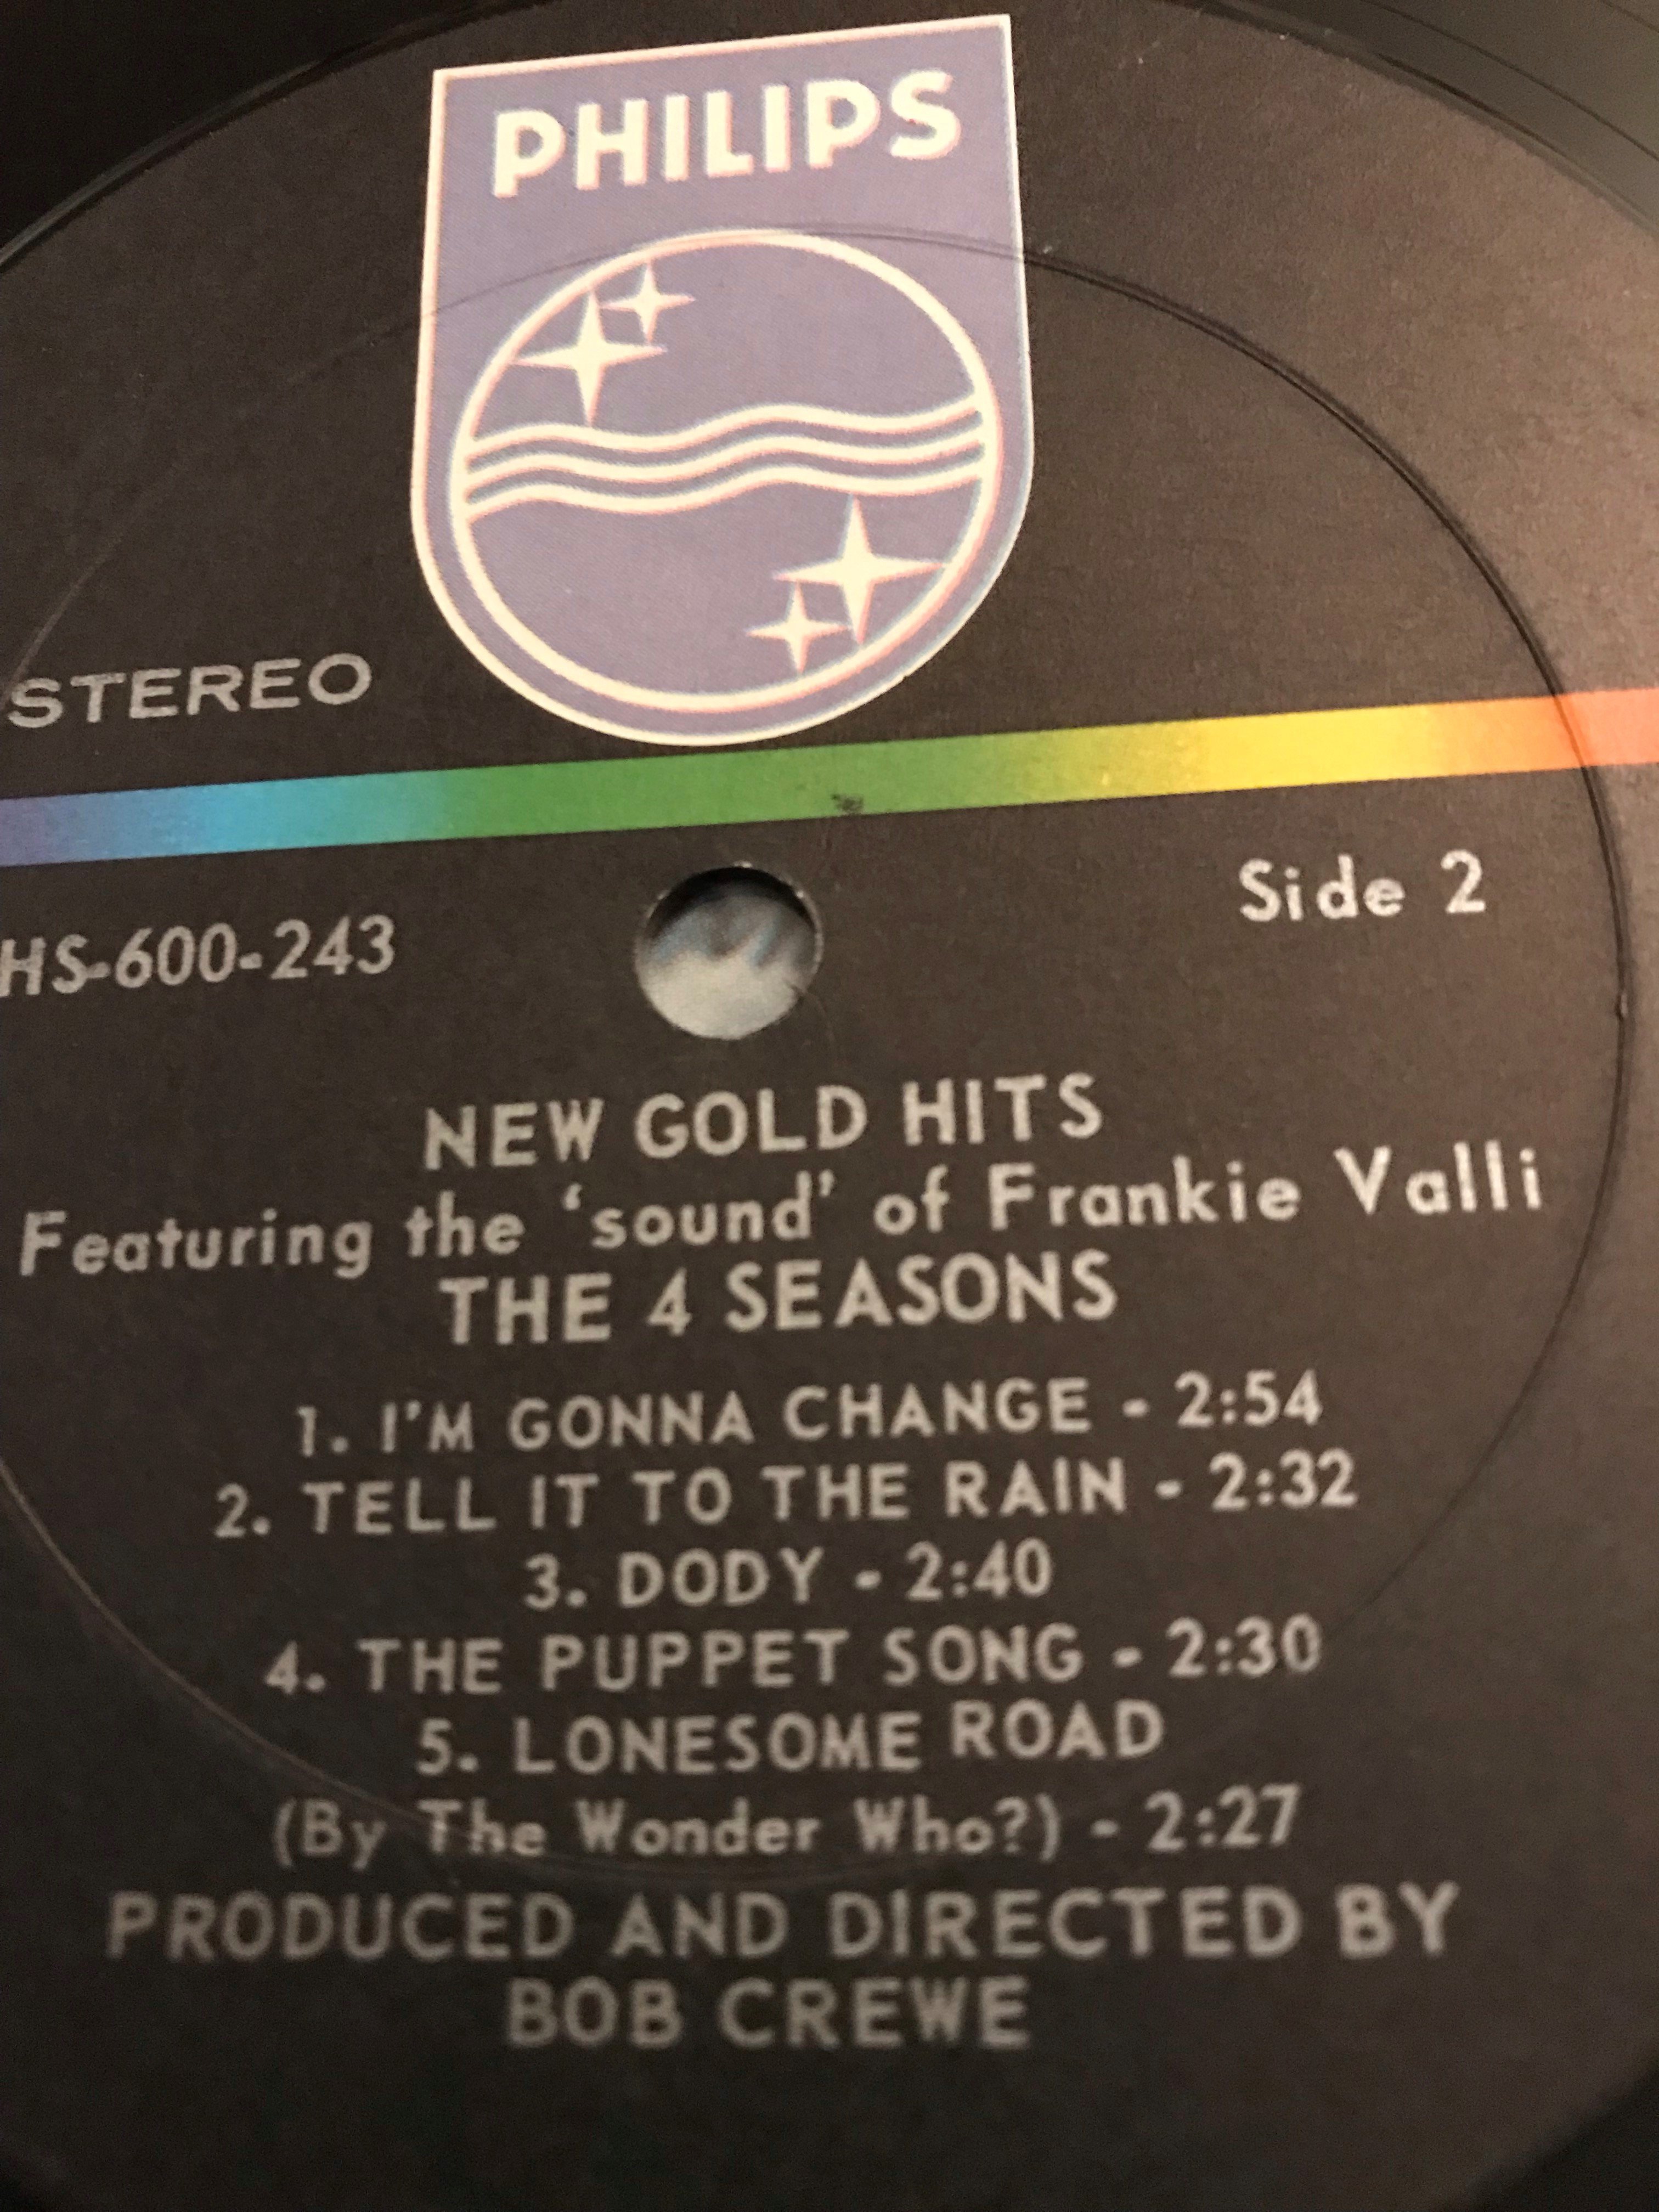 PHILIPS
STEREO
Side 2
HS-600-243
NEW GOLD HITS
Featuring the ‘sound’ of Frankie Valli
THE 4 SEASONS
1. I'M GONNA CHANGE - 2:54
2. TELL IT TO THE RAIN - 2:32
3. DODY - 2:40
4. THE PUPPET SONG - 2:30
5. LONESOME ROAD
(By The Wonder Who?) - 2:27
PRODUCED AND DIRECTED BY
BOB CREWE